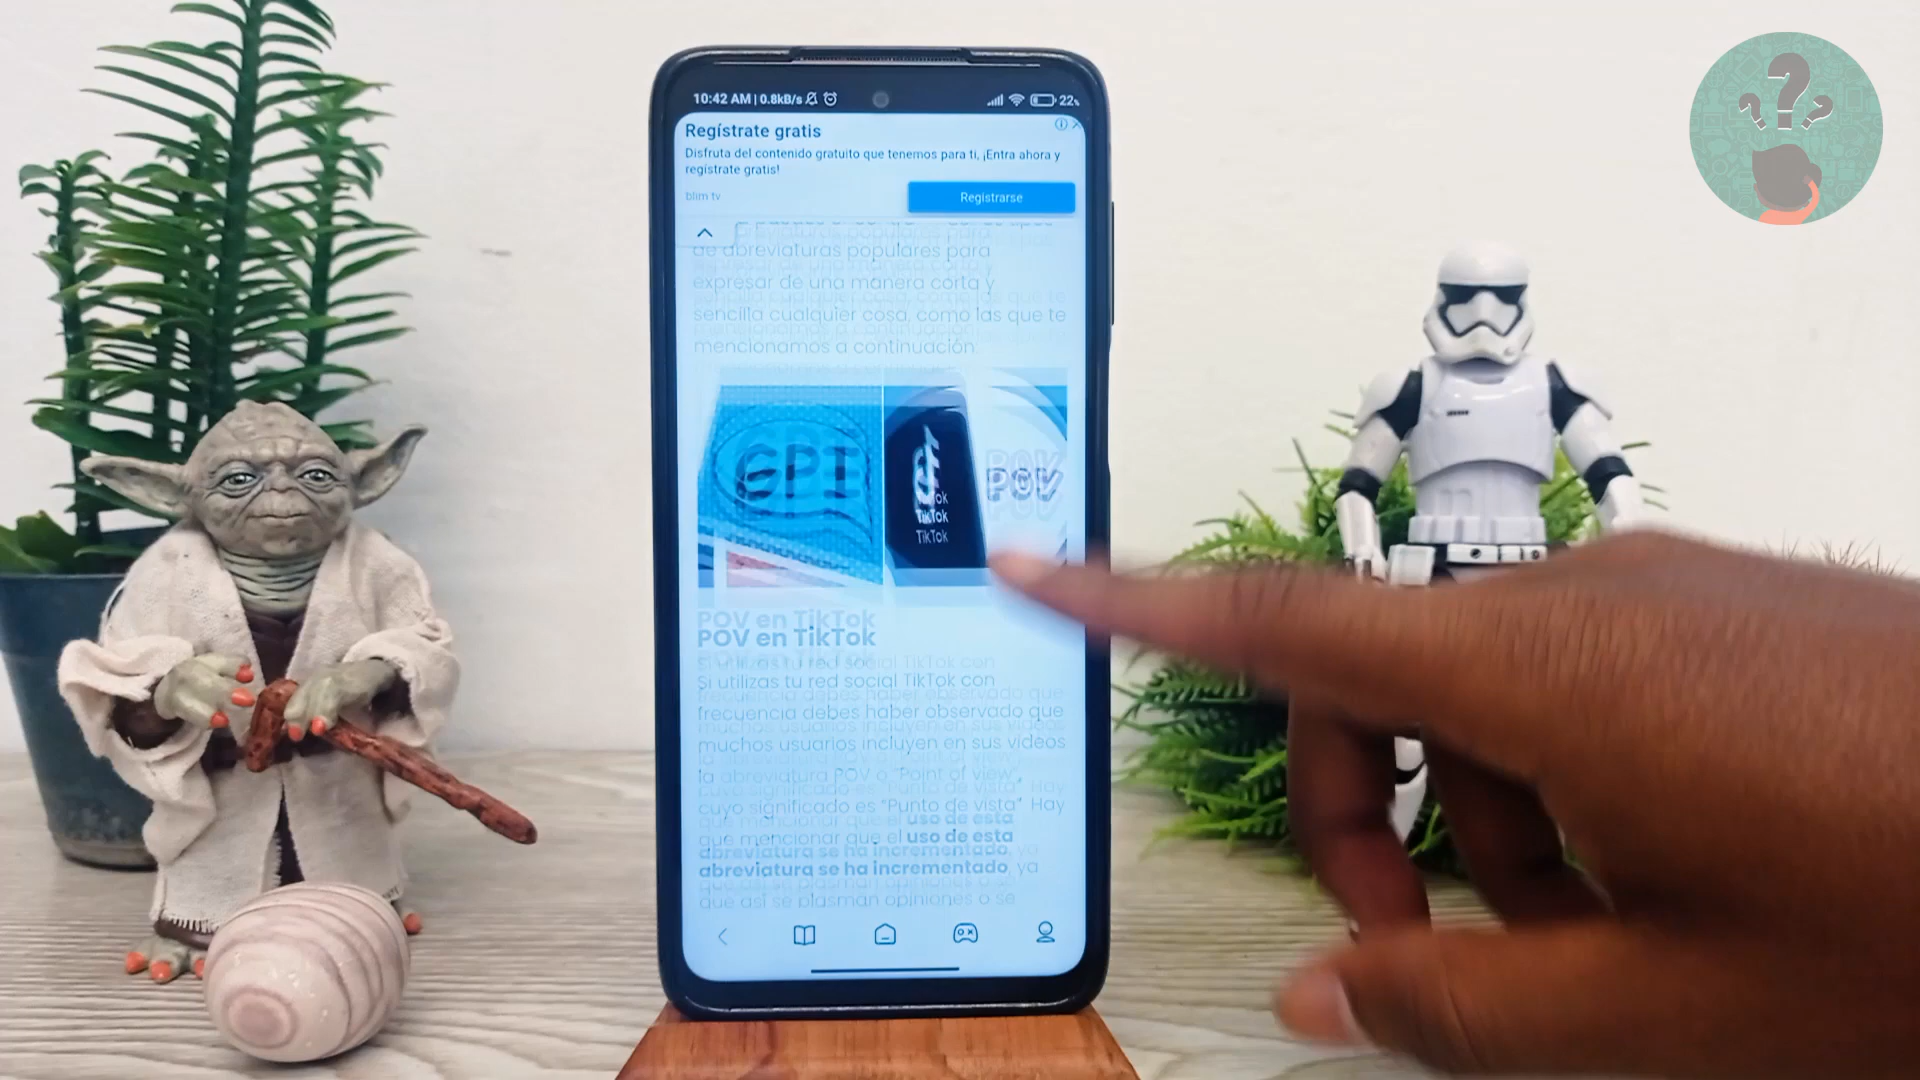 10:42 AM | 0.8kB/s
22%
Regístrate gratis
Disfruta del contenido gratuito que tenemos para ti, ¡Entra ahora y
regístrate gratis!
blim tv
Registrarse
de abreviaturas populares para
expresar de una manera corta y
sencilla cualquier cosa, como las que te
mencionamos a continuación:
TikTok
TikTok
POV
POV en TikTok
Si utilizas tu red social TikTok con
frecuencia debes haber observado que
muchos usuarios incluyen en sus videos
la abreviatura POV o "Point of view",
cuyo significado es "Punto de vista". Hay
que mencionar que el uso de esta
abreviatura se ha incrementado, ya
que así se plasman opiniones o se